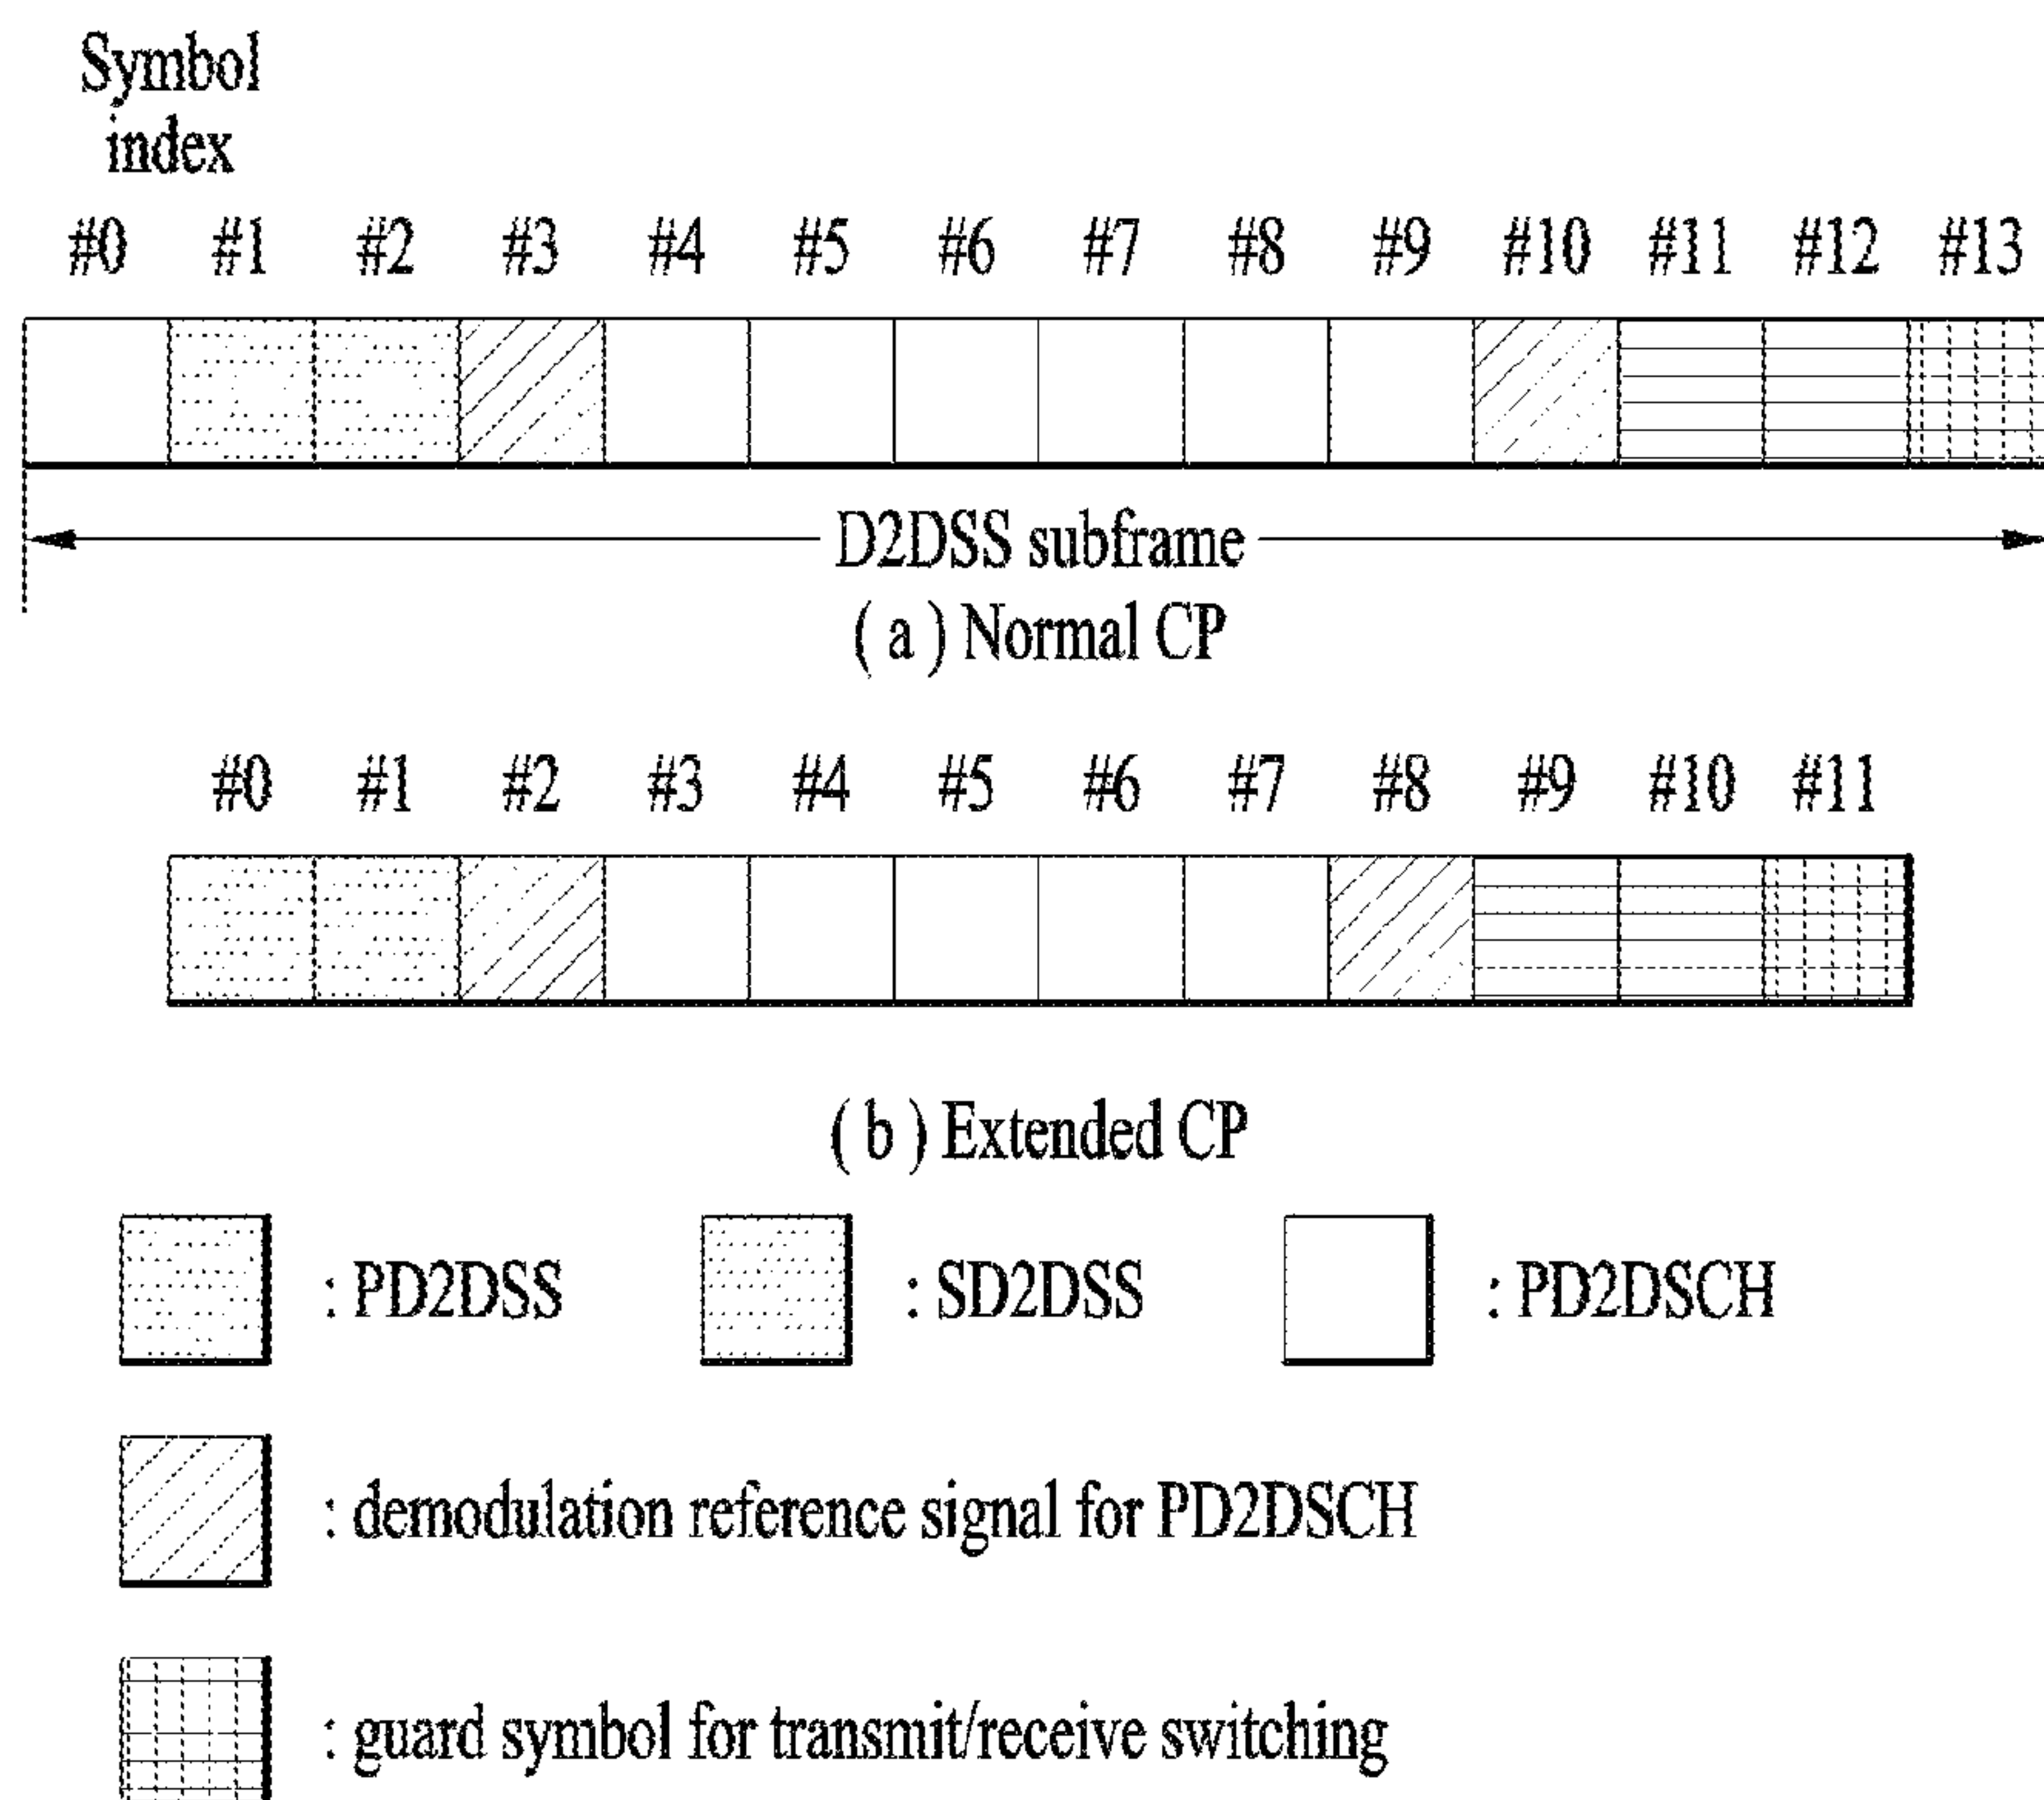 Symbol
index
#0 #1 #2 #3 #4 #5 #6 #7 #8 #9 #10 #11 #12 #13
D2DSS subframe
( a ) Normal CP
#0 #1 #2 #3 #4 #5 #6 #7 #8 #9 #10 #11
( b ) Extended CP
: PD2DSS : SD2DSS : PD2DSCH
: demodulation reference signal for PD2DSCH
: guard symbol for transmit/receive switching